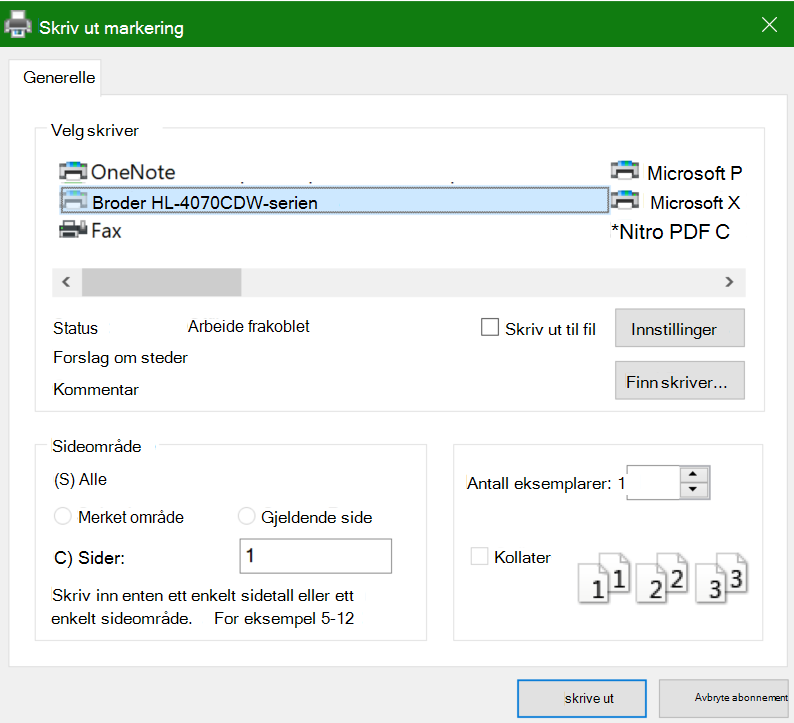 Skriv ut markering
Generelle
Velg skriver
OneNote
Microsoft P
Broder HL-4070CDW-serien
Microsoft X
Fax
*Nitro PDF C
Status
Arbeide frakoblet
Skriv ut til fil
Innstillinger
Forslag om steder
Kommentar
Finn skriver...
Sideområde
(S) Alle
Antall eksemplarer: 1
Merket område
Gjeldende side
C) Sider:
1
Kollater
1 1 2 2 3 3
Skriv inn enten ett enkelt sidetall eller ett
enkelt sideområde. For eksempel 5-12
skrive ut
Avbryte abonnement